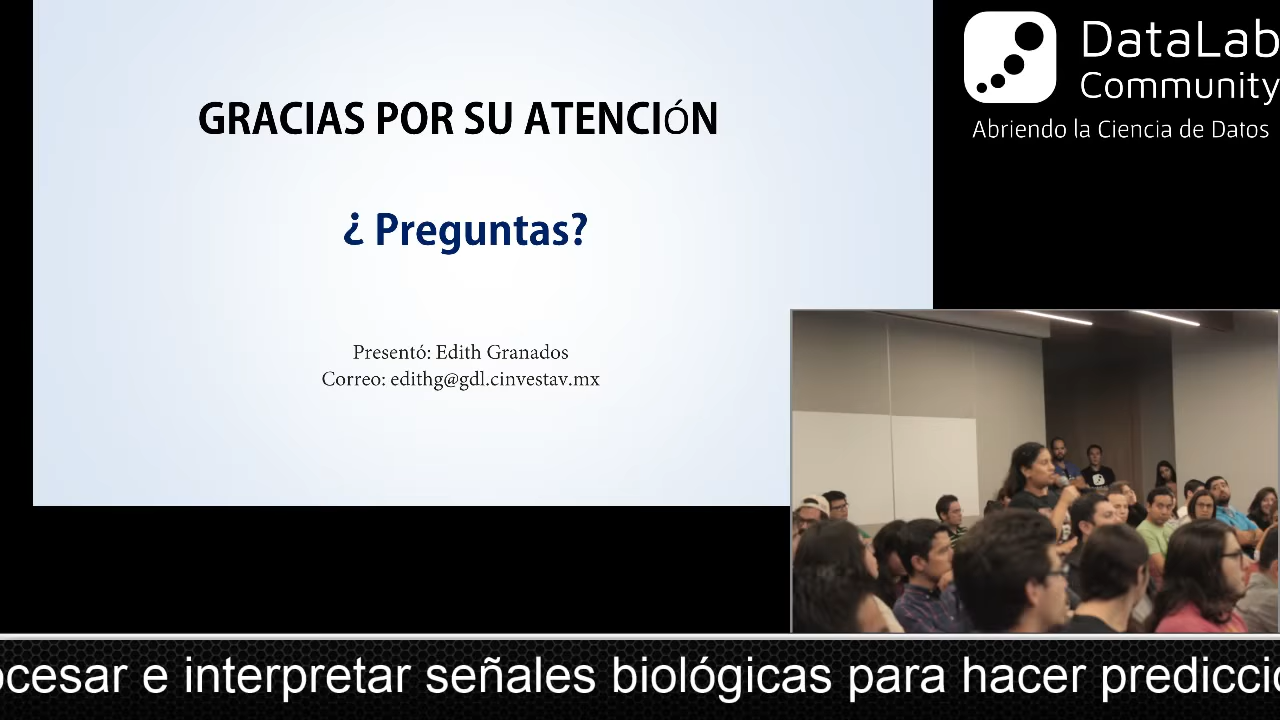 GRACIAS POR SU ATENCIÓN
¿ Preguntas?
Presentó: Edith Granados
Correo: edithg@gdl.cinvestav.mx
DataLab
Community
Abriendo la Ciencia de Datos
ocesar e interpretar señales biológicas para hacer predicci